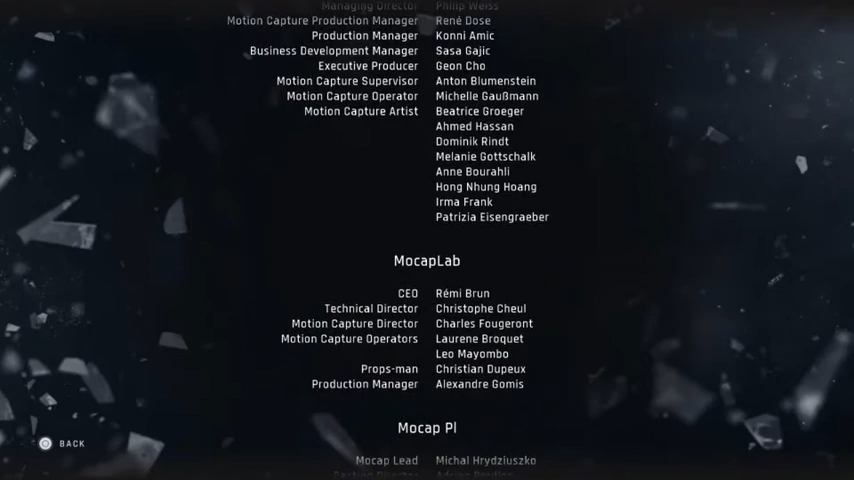 Managing Director Philip Weiss
Motion Capture Production Manager René Dose
Production Manager Konni Amic
Business Development Manager Sasa Gajic
Executive Producer Geon Cho
Motion Capture Supervisor Anton Blumenstein
Motion Capture Operator Michelle Gaußmann
Motion Capture Artist Beatrice Groeger
Ahmed Hassan
Dominik Rindt
Melanie Gottschalk
Anne Bourahli
Hong Nhung Hoang
Irma Frank
Patrizia Eisengraeber
MocapLab
CEO Rémi Brun
Technical Director Christophe Cheul
Motion Capture Director Charles Fougeront
Motion Capture Operators Laurene Broquet
Leo Mayombo
Props-man Christian Dupeux
Production Manager Alexandre Gomis
Mocap Pl
BACK
Mocap Lead Michal Hrydziuszko